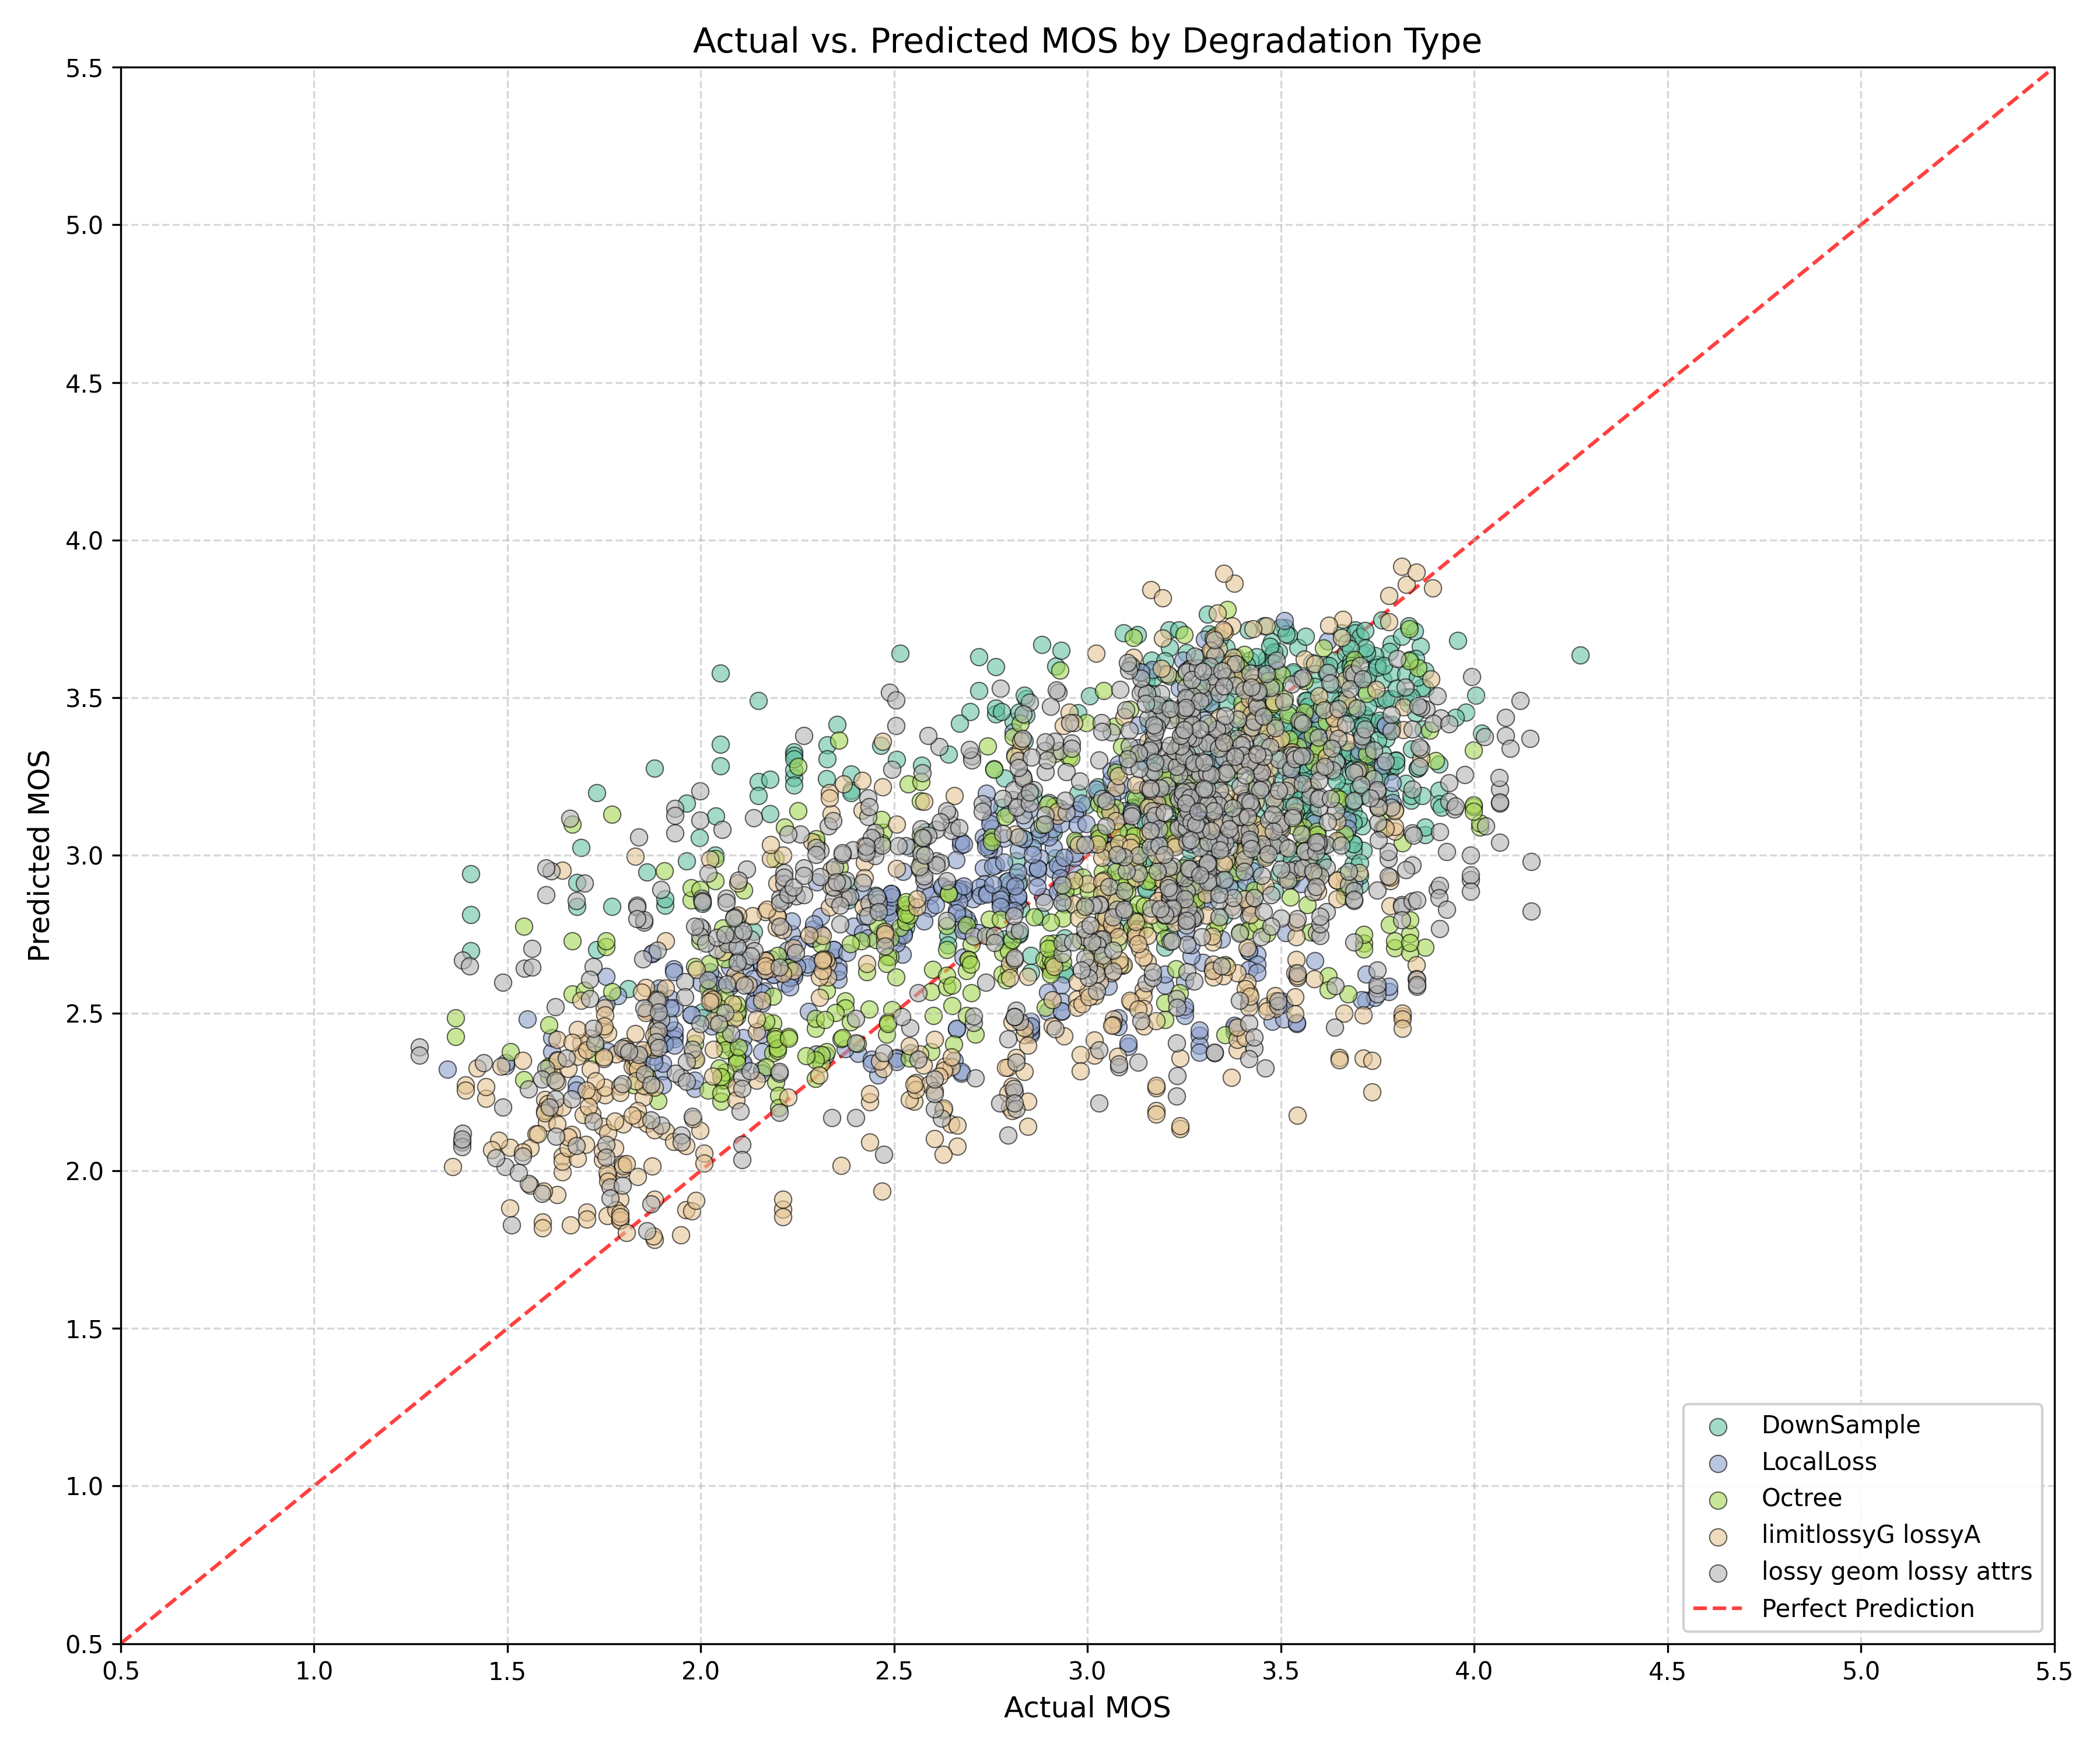 Actual vs. Predicted MOS by Degradation Type
5.5
5.0
4.5
4.0
3.5
3.0
2.5
2.0
1.5
1.0
0.5
Predicted MOS
0.5 1.0 1.5 2.0 2.5 3.0 3.5 4.0 4.5 5.0 5.5
Actual MOS
DownSample
LocalLoss
Octree
limitlossyG lossyA
lossy geom lossy attrs
Perfect Prediction